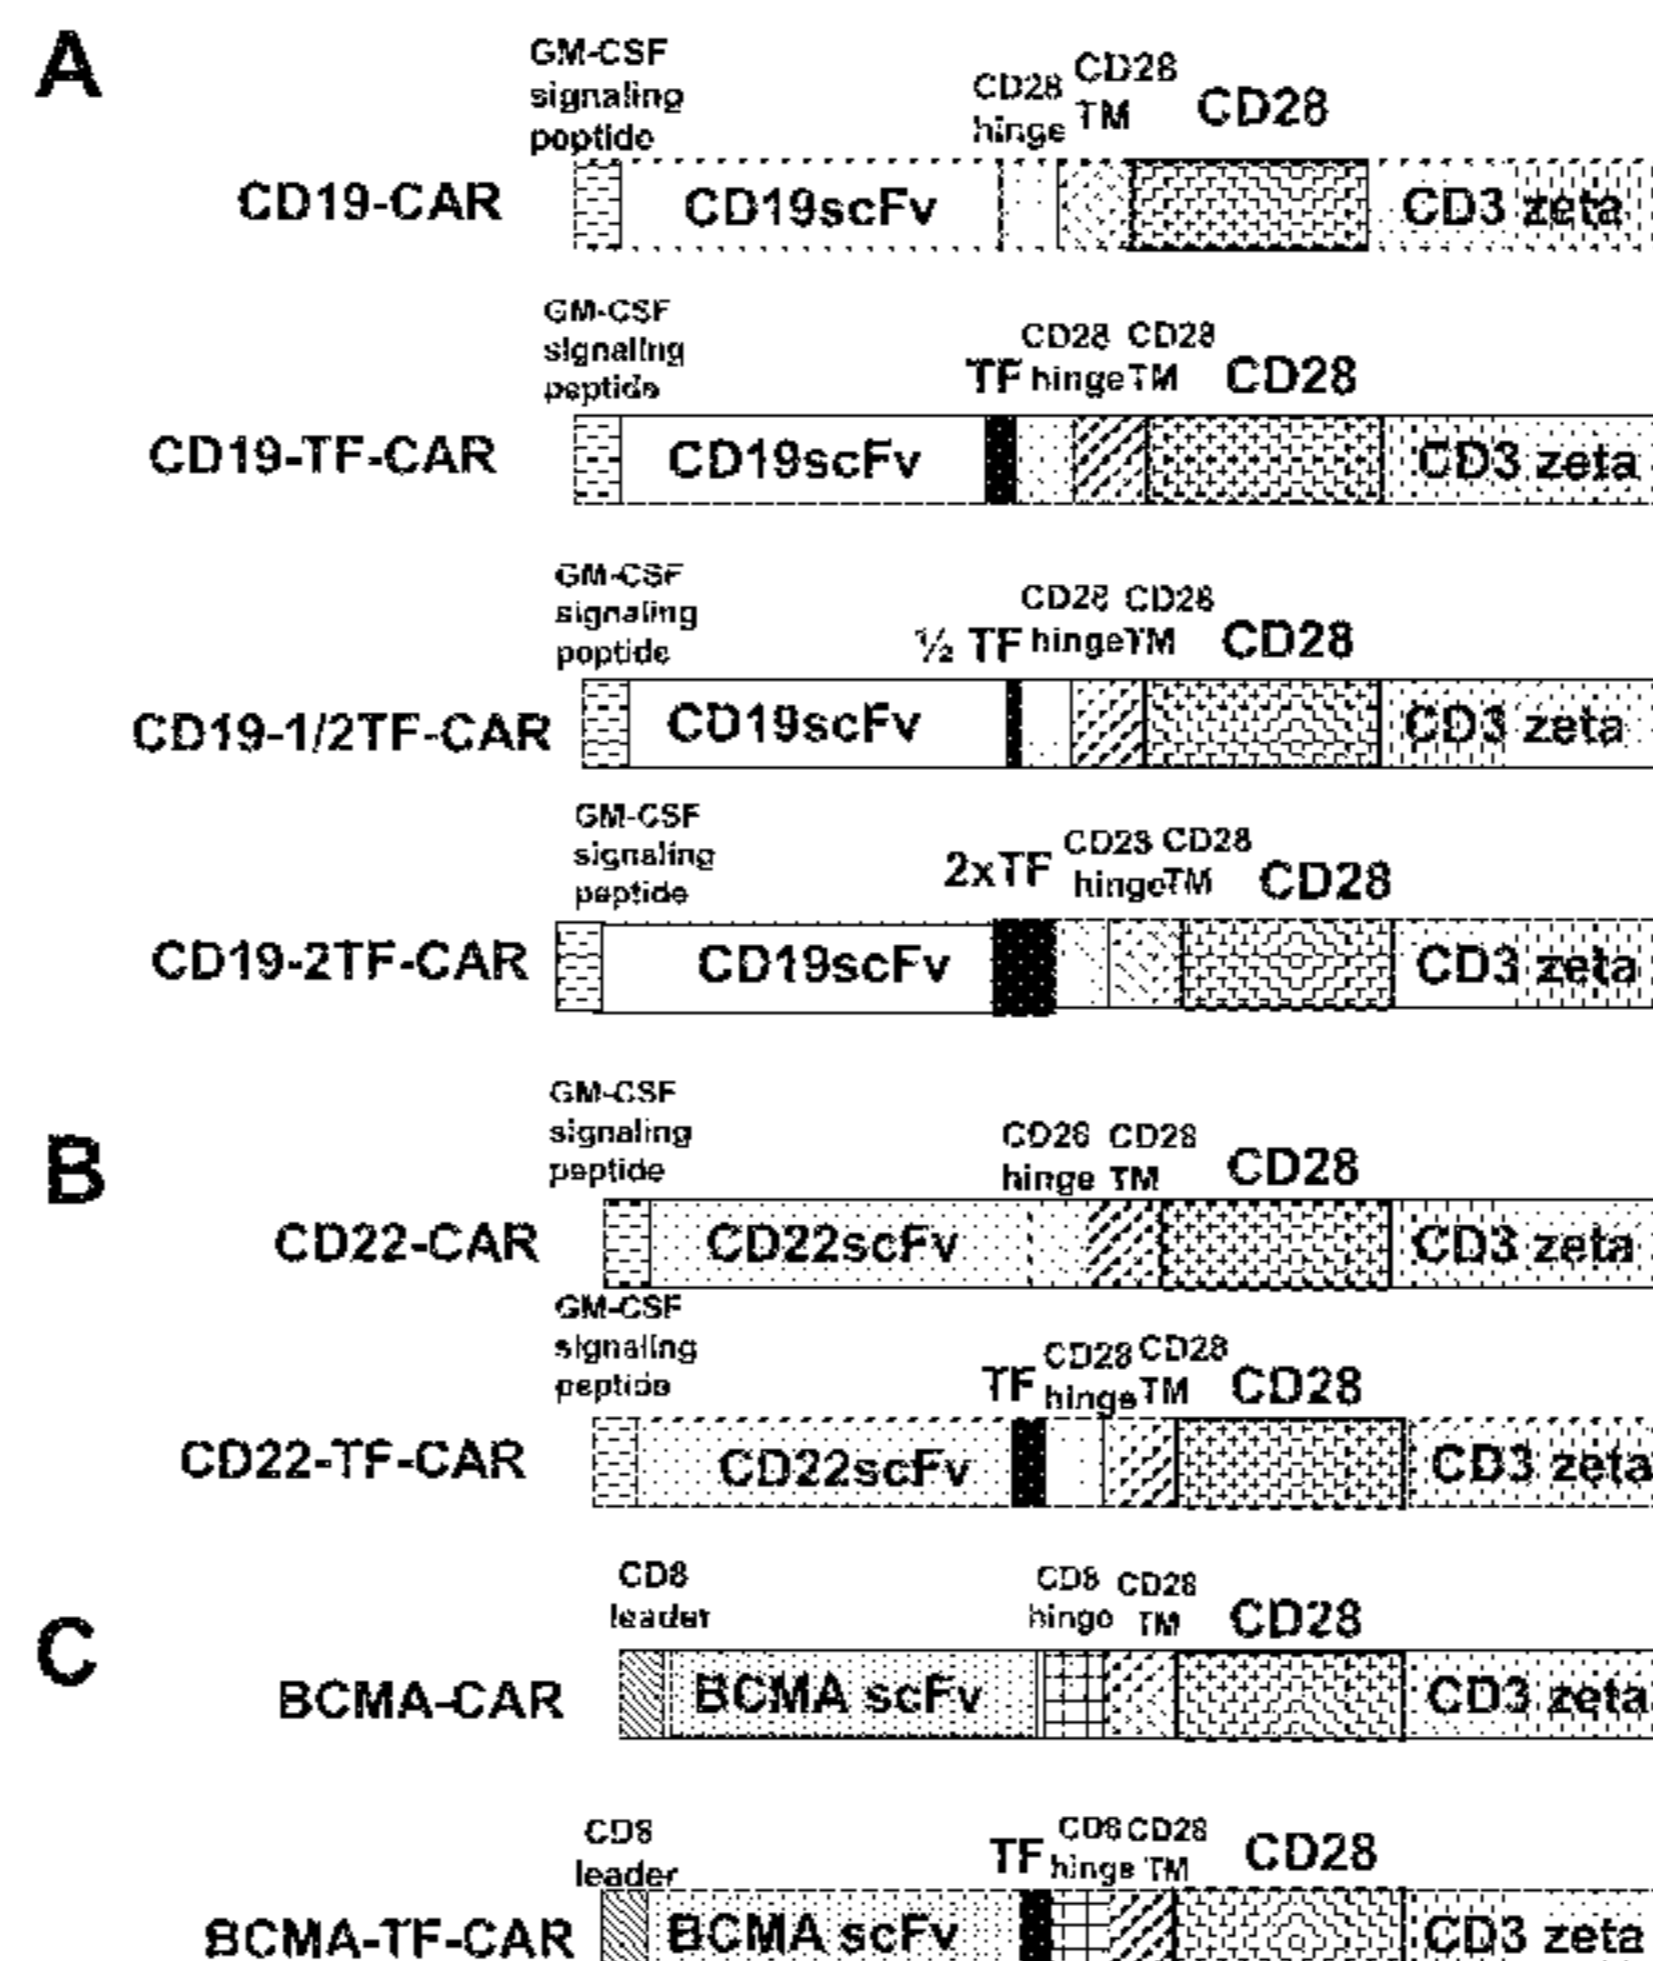 A
GM-CSF
signaling
poptide
CD28
hinge
CD28
TM
CD28
CD19-CAR
CD19scFv
CD3 zeta
GM-CSF
signaling
peptide
TF
CD28
hinge
CD28
TM
CD28
CD19-TF-CAR
CD19scFv
CD3 zeta
GM-CSF
signaling
poptide
½ TF
CD28
hinge
CD28
TM
CD28
CD19-1/2TF-CAR
CD19scFv
CD3 zeta
GM-CSF
signaling
peptide
2xTF
CD28
hinge
CD28
TM
CD28
CD19-2TF-CAR
CD19scFv
CD3 zeta
B
GM-CSF
signaling
peptide
CD28
hinge
CD28
TM
CD28
CD22-CAR
CD22scFv
CD3 zeta
GM-CSF
signaling
peptide
TF
CD28
hinge
CD28
TM
CD28
CD22-TF-CAR
CD22scFv
CD3 zeta
C
CD8
leader
CD8
hinge
CD28
TM
CD28
BCMA-CAR
BCMA scFv
CD3 zeta
CD8
leader
TF
CD8
hinge
CD28
TM
CD28
BCMA-TF-CAR
BCMA scFv
CD3 zeta